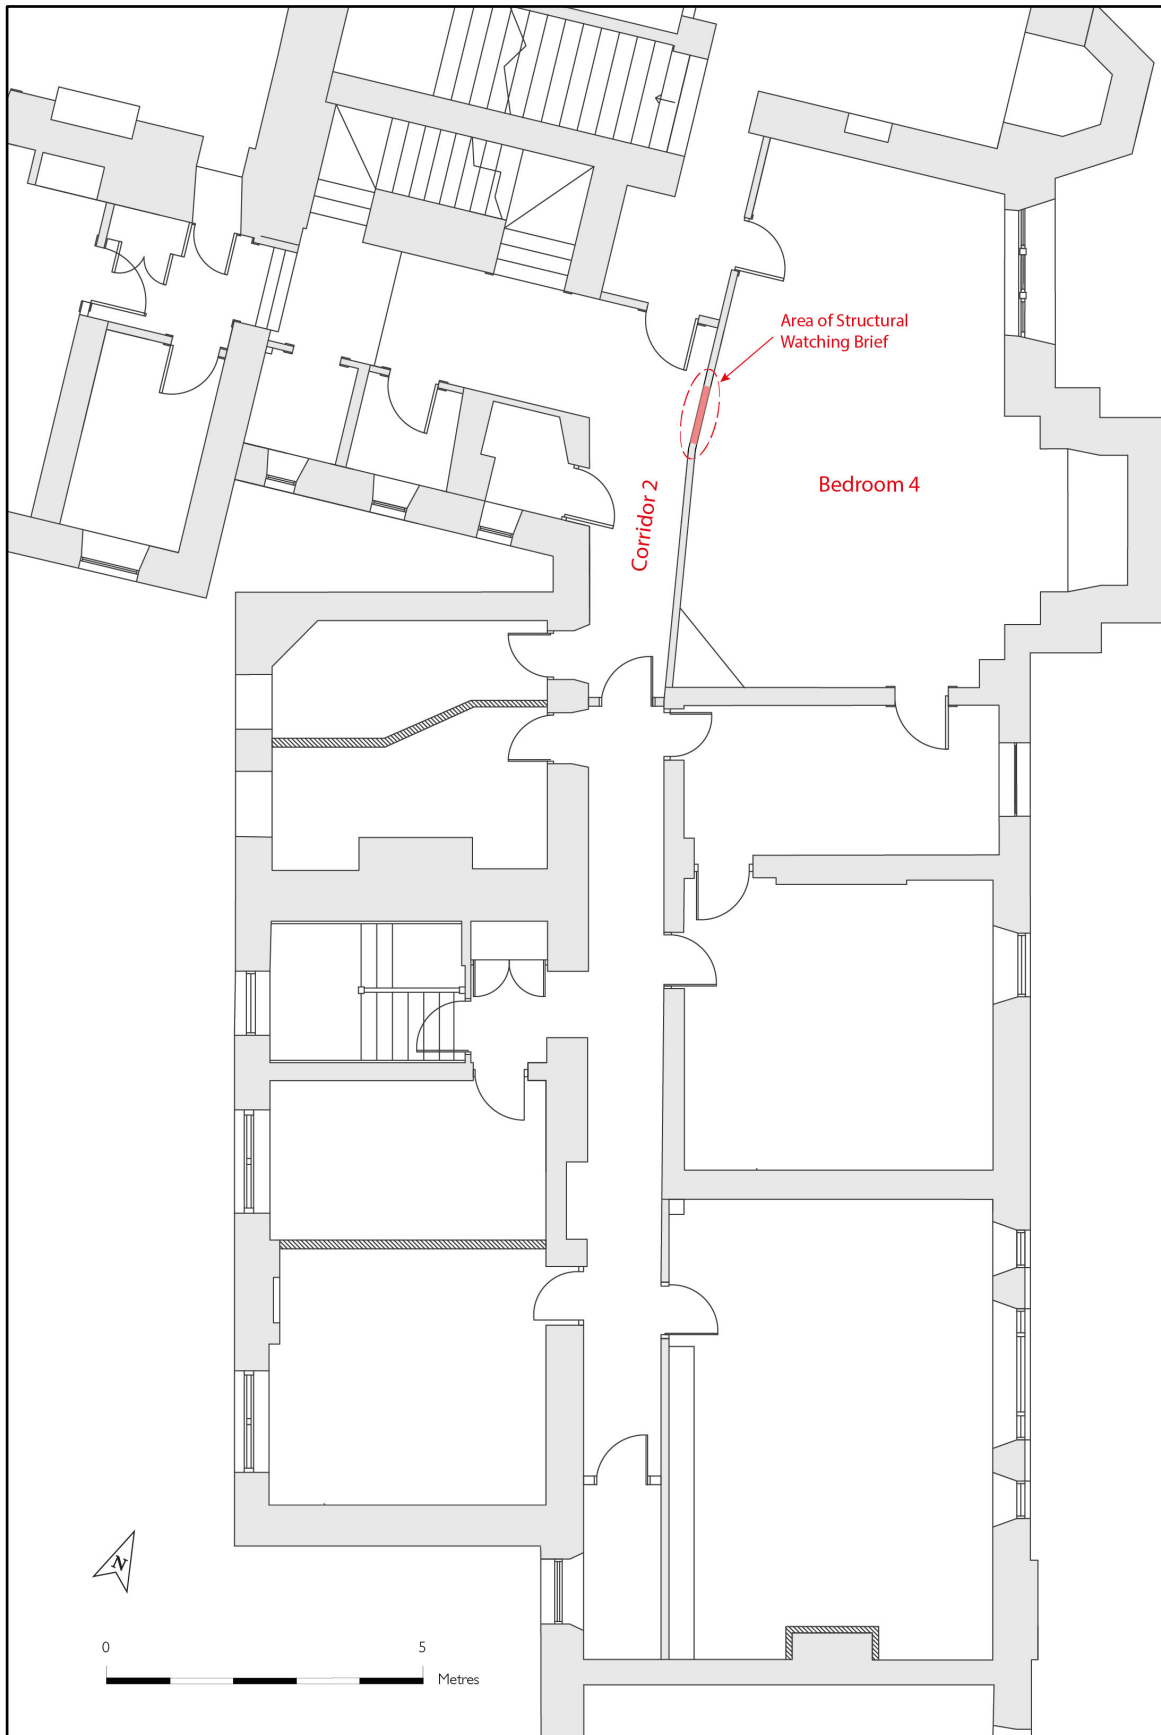 Area of Structural
Watching Brief
Bedroom 4
Corridor 2
N
0 5
Metres